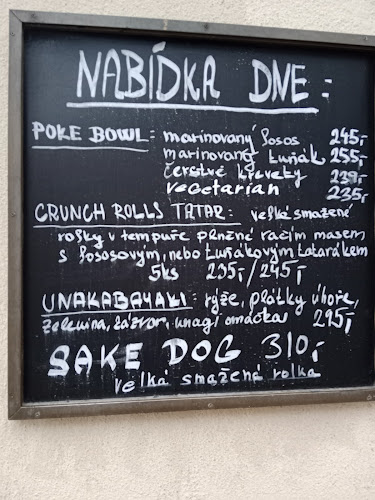 NABÍDKA DNE:
POKE BOWL: marinovaný losos 245,-
marinovaný tuňák 255,-
čerstvé krevety 239,-
vegetarian 235,-
CRUNCH ROLLS TATAR: velké smažené
rolky v tempuře plněné račím masem
s lososovým, nebo tuňákovým tatarákem
5ks 235,-/245,-
UNAKABAYAKI: rýže, plátky úhoře,
zelenina, zázvor, unagi omáčka 295,-
SAKE DOG 310,-
velká smažená rolka